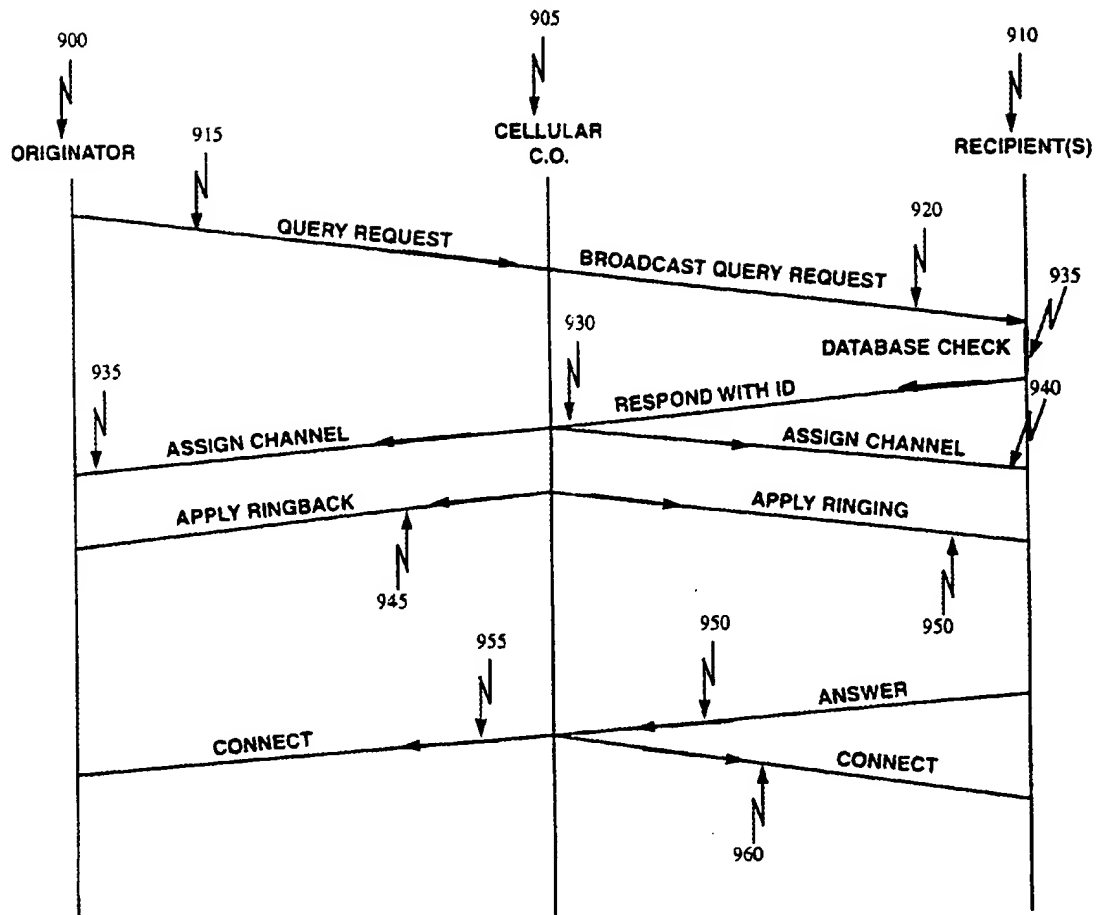 905
900
910
CELLULAR
C.O.
ORIGINATOR
RECIPIENT(S)
915
920
QUERY REQUEST
BROADCAST QUERY REQUEST
935
930
DATABASE CHECK
935
RESPOND WITH ID
940
ASSIGN CHANNEL
ASSIGN CHANNEL
APPLY RINGBACK
APPLY RINGING
945
950
955
950
ANSWER
CONNECT
CONNECT
960